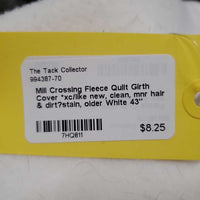 The Tack Collector
994387-70
Mill Crossing Fleece Quilt Girth
Cover *xc/like new, clean, mnr hair
& dirt?stain, older White 43"
$8.25
7HQ811